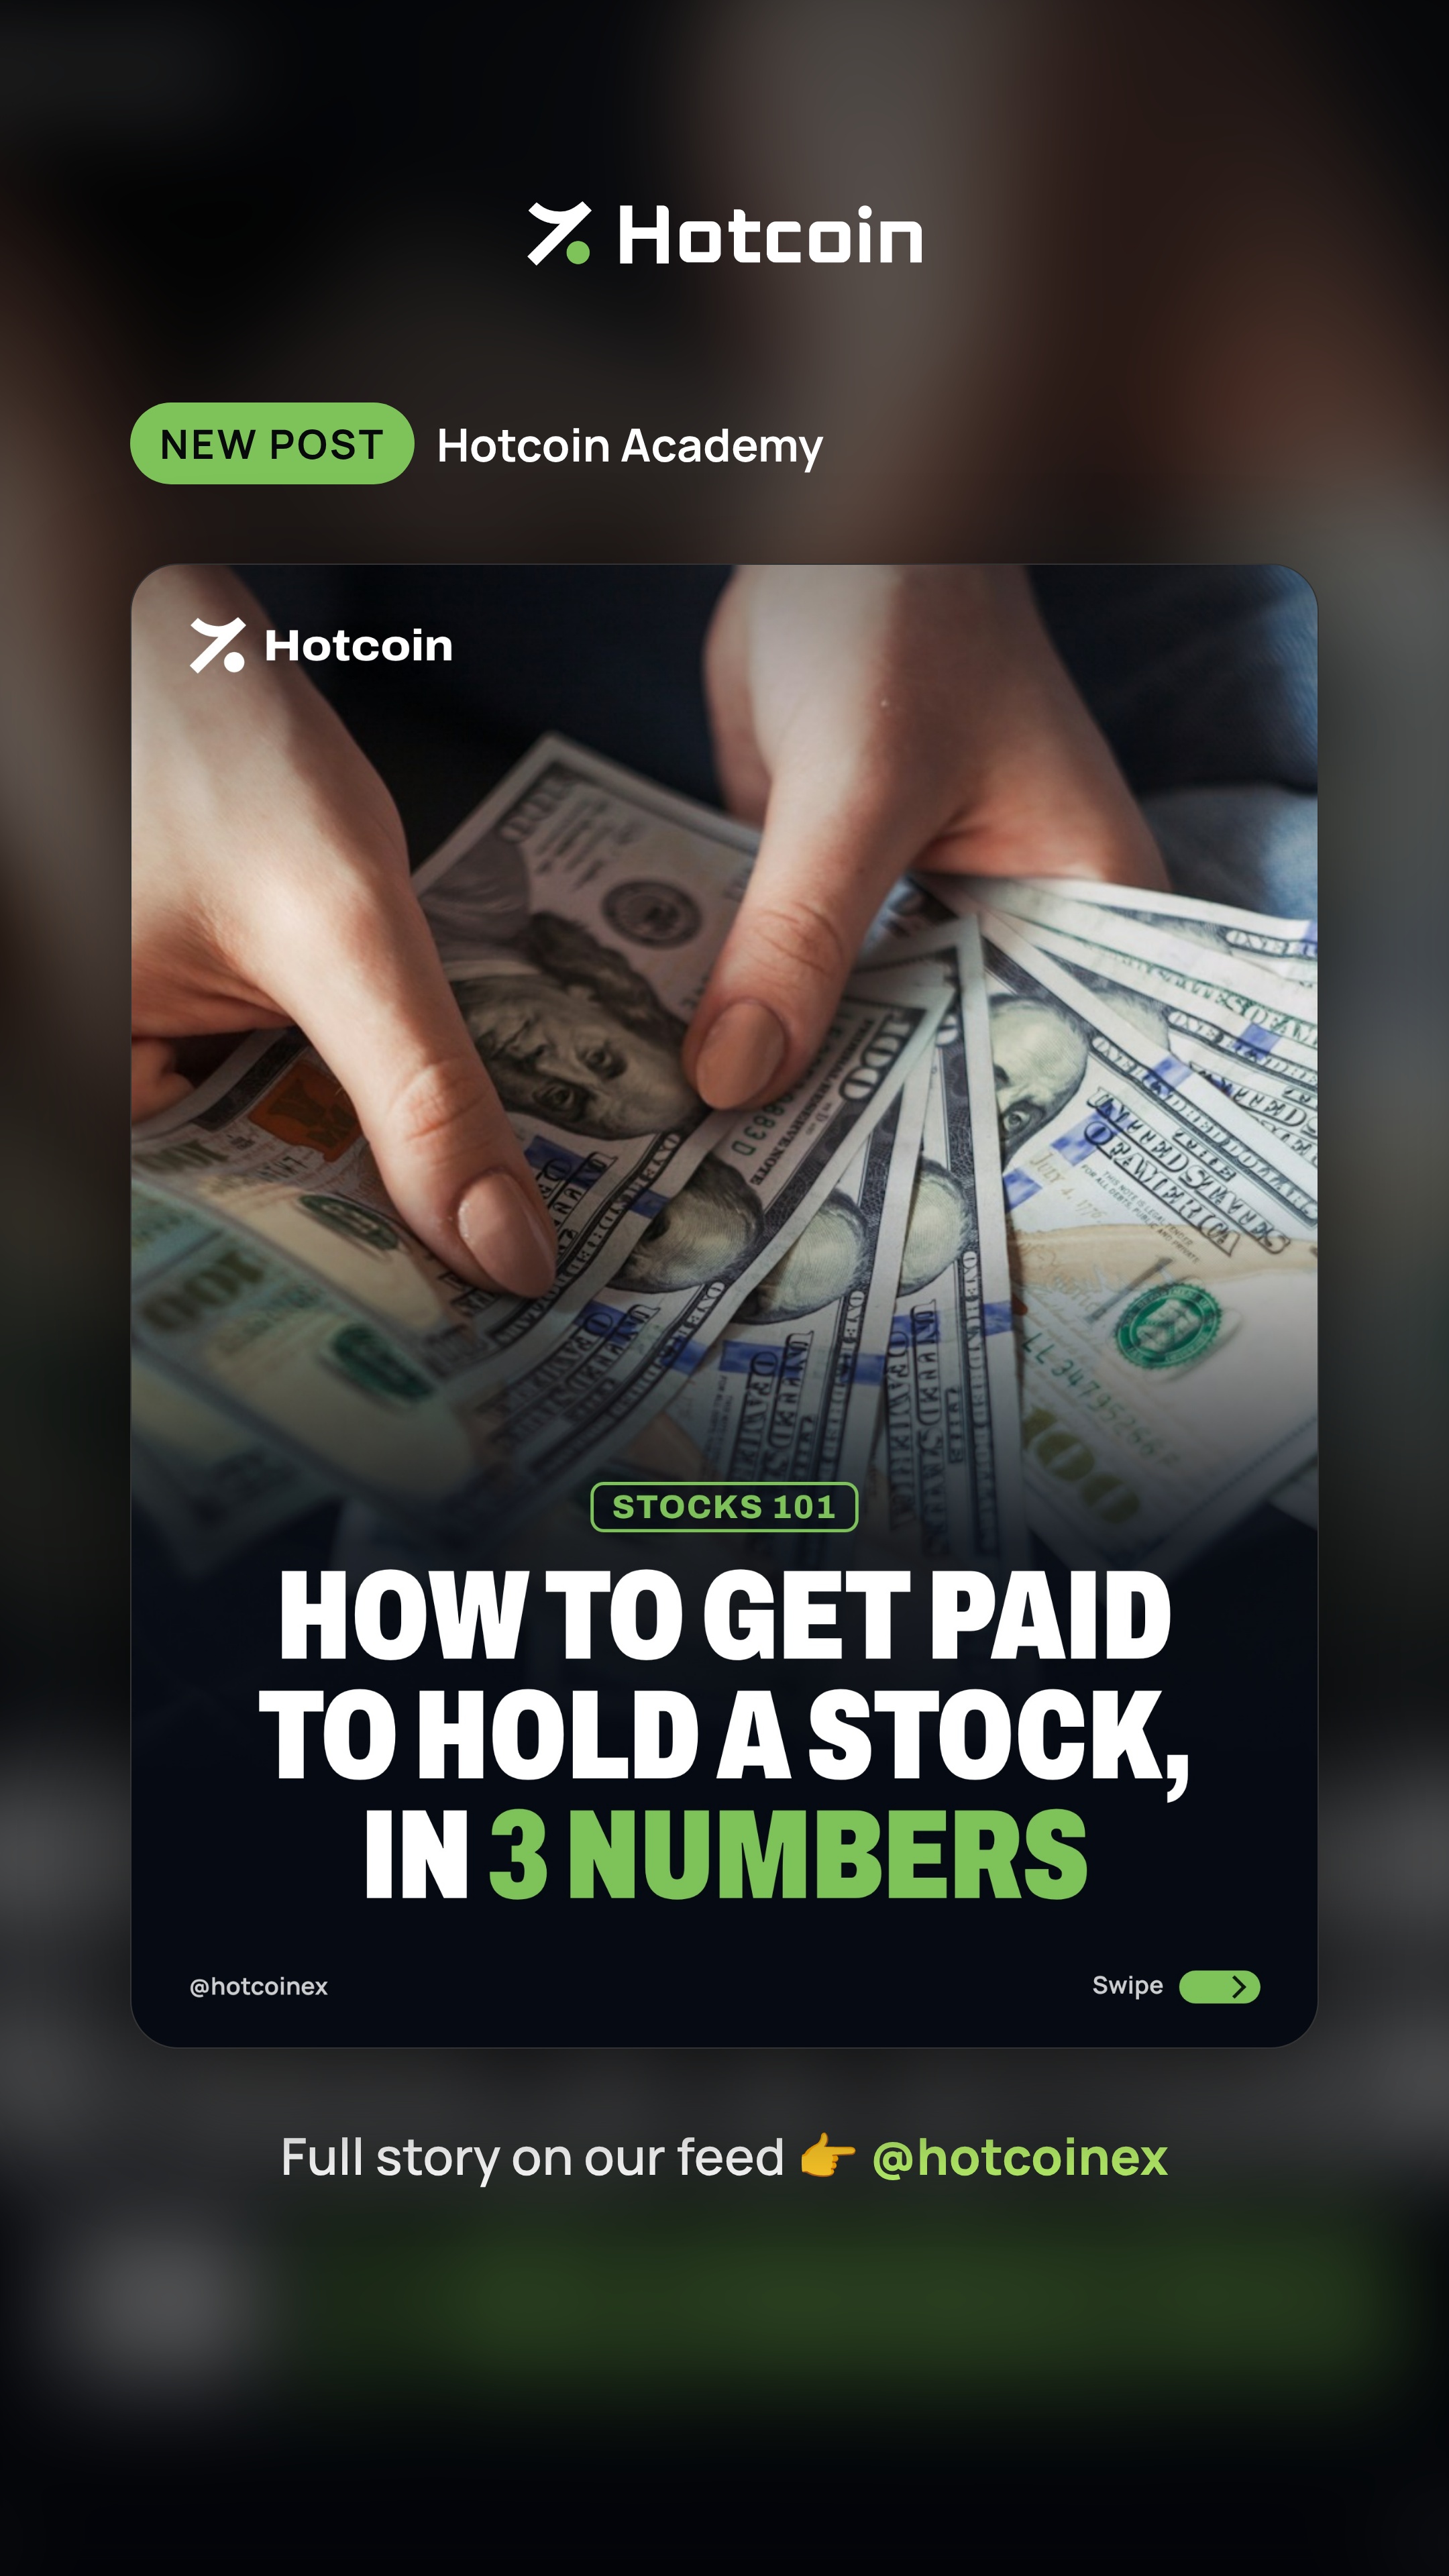 Hotcoin
NEW POST Hotcoin Academy
Hotcoin
STOCKS 101
HOW TO GET PAID
TO HOLD A STOCK,
IN 3 NUMBERS
@hotcoinex
Swipe
Full story on our feed 👉 @hotcoinex